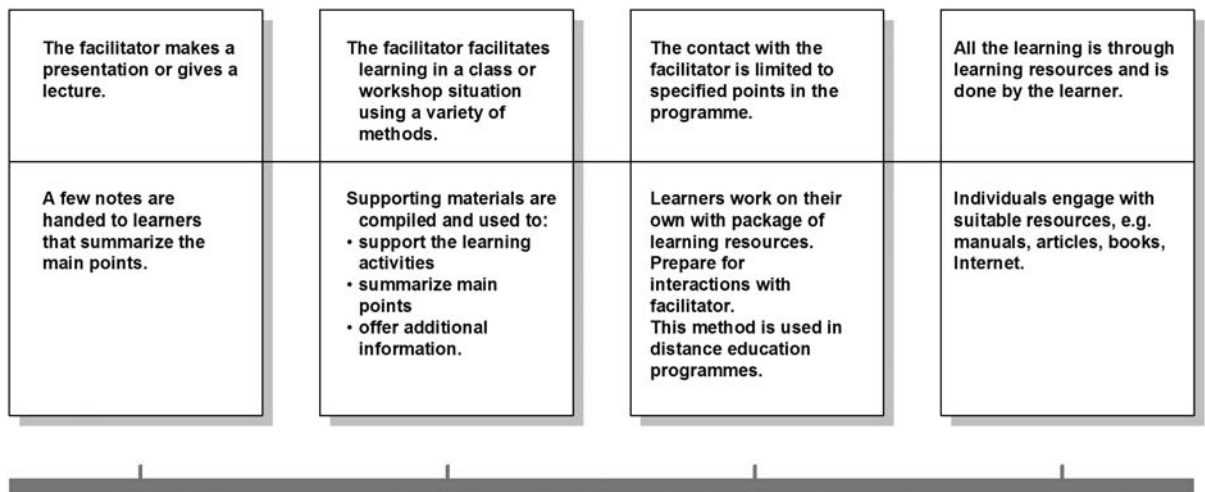 The facilitator makes a
presentation or gives a
lecture.
A few notes are
handed to learners
that summarize the
main points.
The facilitator facilitates
learning in a class or
workshop situation
using a variety of
methods.
Supporting materials are
compiled and used to:
• support the learning
activities
• summarize main
points
• offer additional
information.
The contact with the
facilitator is limited to
specified points in the
programme.
Learners work on their
own with package of
learning resources.
Prepare for
interactions with
facilitator.
This method is used in
distance education
programmes.
All the learning is through
learning resources and is
done by the learner.
Individuals engage with
suitable resources, e.g.
manuals, articles, books,
Internet.